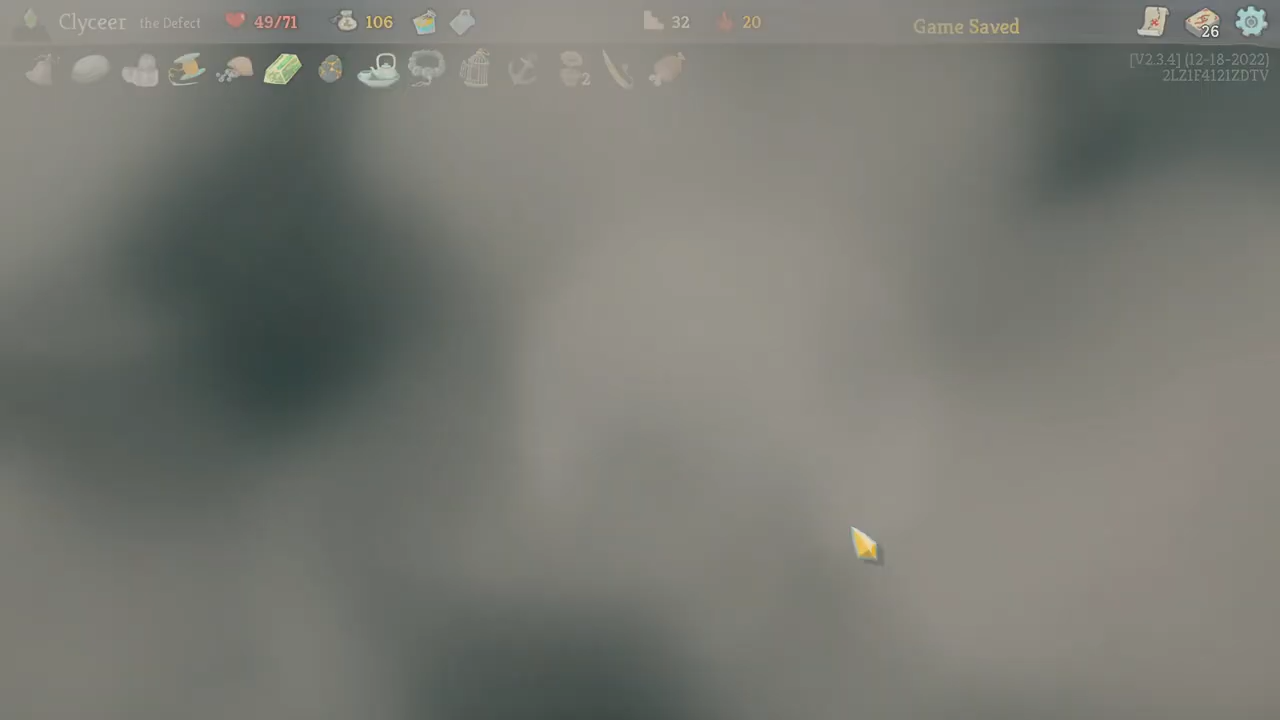 Clyceer the Defect 49/71 106 32 20 Game Saved 26
2
[V2.3.4] (12-18-2022)
2LZ1F4121ZDTV